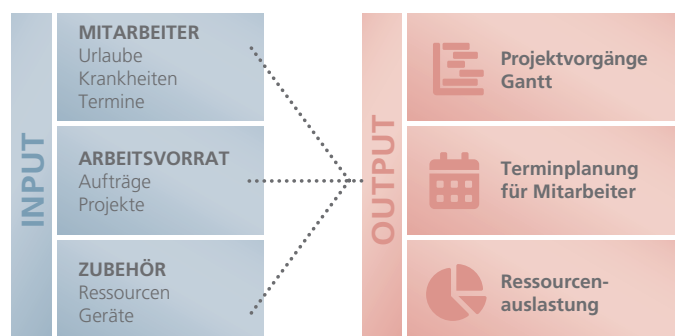 INPUT
MITARBEITER
Urlaube
Krankheiten
Termine
ARBEITSVORRAT
Aufträge
Projekte
ZUBEHÖR
Ressourcen
Geräte
OUTPUT
Projektvorgänge
Gantt
Terminplanung
für Mitarbeiter
Ressourcen-
auslastung